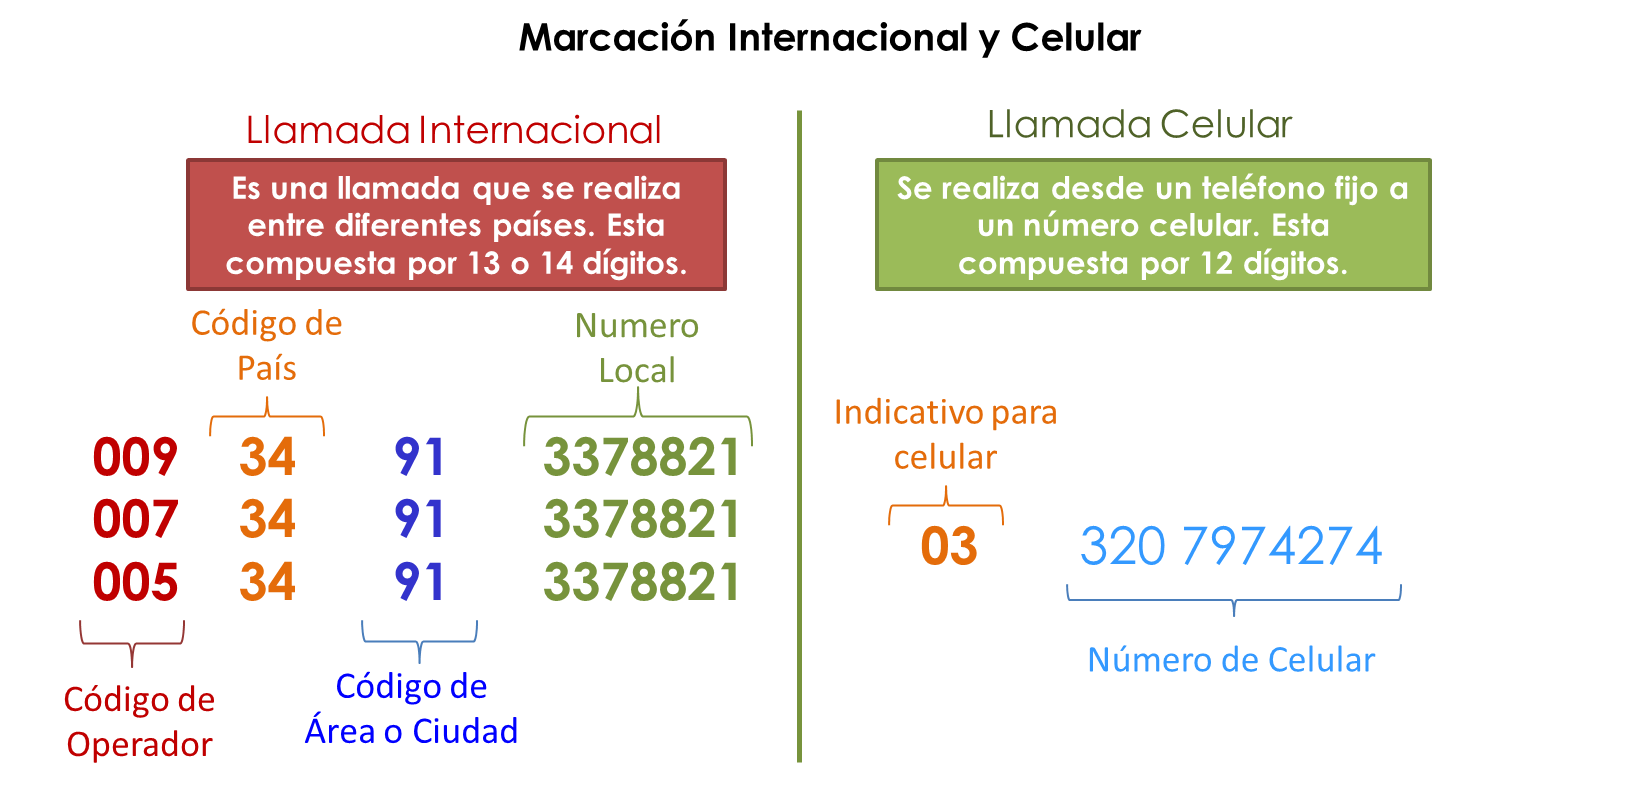 Marcación Internacional y Celular
Llamada Internacional
Es una llamada que se realiza
entre diferentes países. Esta
compuesta por 13 o 14 dígitos.
Código de
País
Numero
Local
009 34 91 3378821
007 34 91 3378821
005 34 91 3378821
Código de
Operador
Código de
Área o Ciudad
Llamada Celular
Se realiza desde un teléfono fijo a
un número celular. Esta
compuesta por 12 dígitos.
Indicativo para
celular
03 320 7974274
Número de Celular